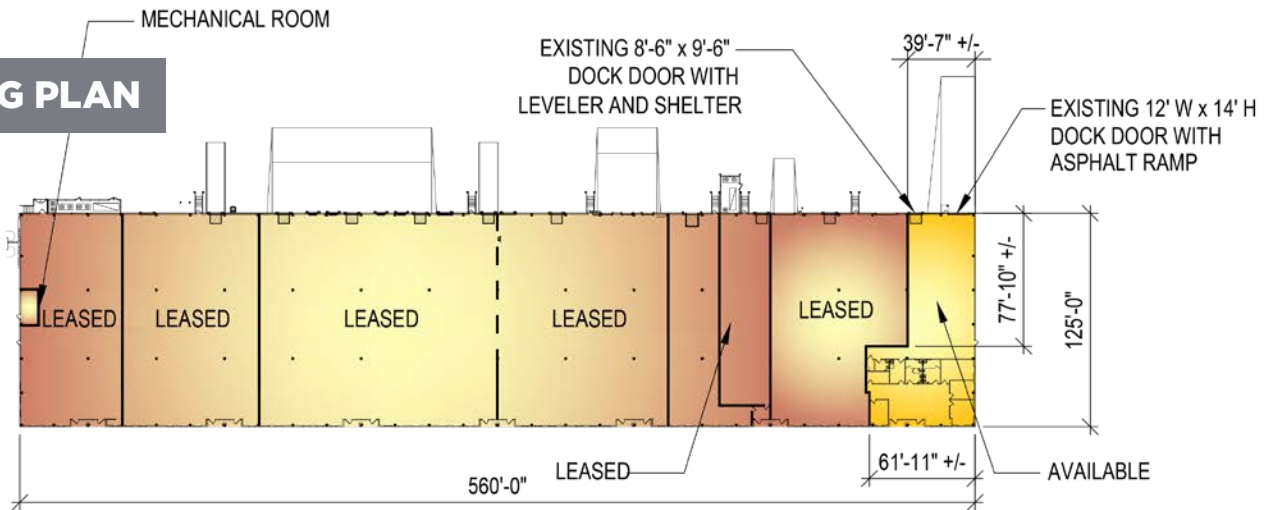 MECHANICAL ROOM
G PLAN
EXISTING 8'-6" x 9'-6"
DOCK DOOR WITH
LEVELER AND SHELTER
39'-7" +/-
EXISTING 12' W x 14' H
DOCK DOOR WITH
ASPHALT RAMP
LEASED
LEASED
LEASED
LEASED
LEASED
77'-10" +/-
125'-0"
LEASED
61'-11" +/-
AVAILABLE
560'-0"